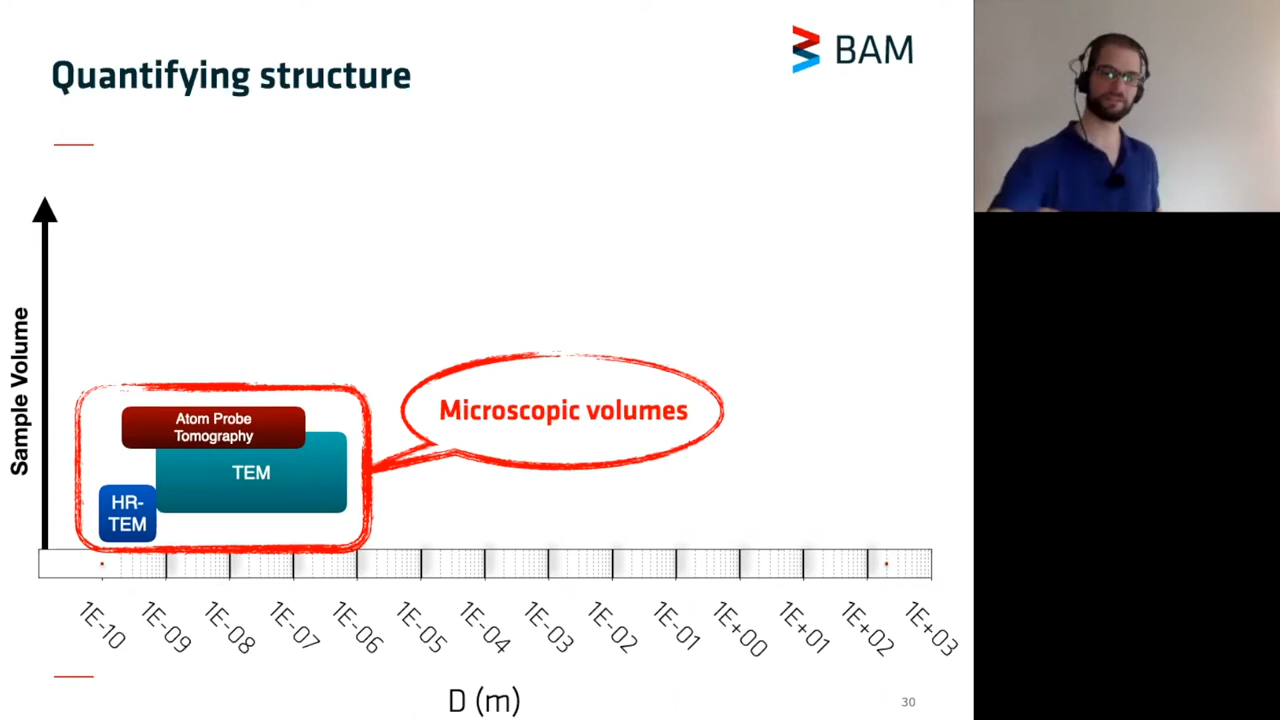 Quantifying structure
BAM
Sample Volume
Atom Probe
Tomography
TEM
HR-
TEM
Microscopic volumes
1E-10
1E-09
1E-08
1E-07
1E-06
1E-05
1E-04
1E-03
1E-02
1E-01
1E+00
1E+01
1E+02
1E+03
D (m)
30